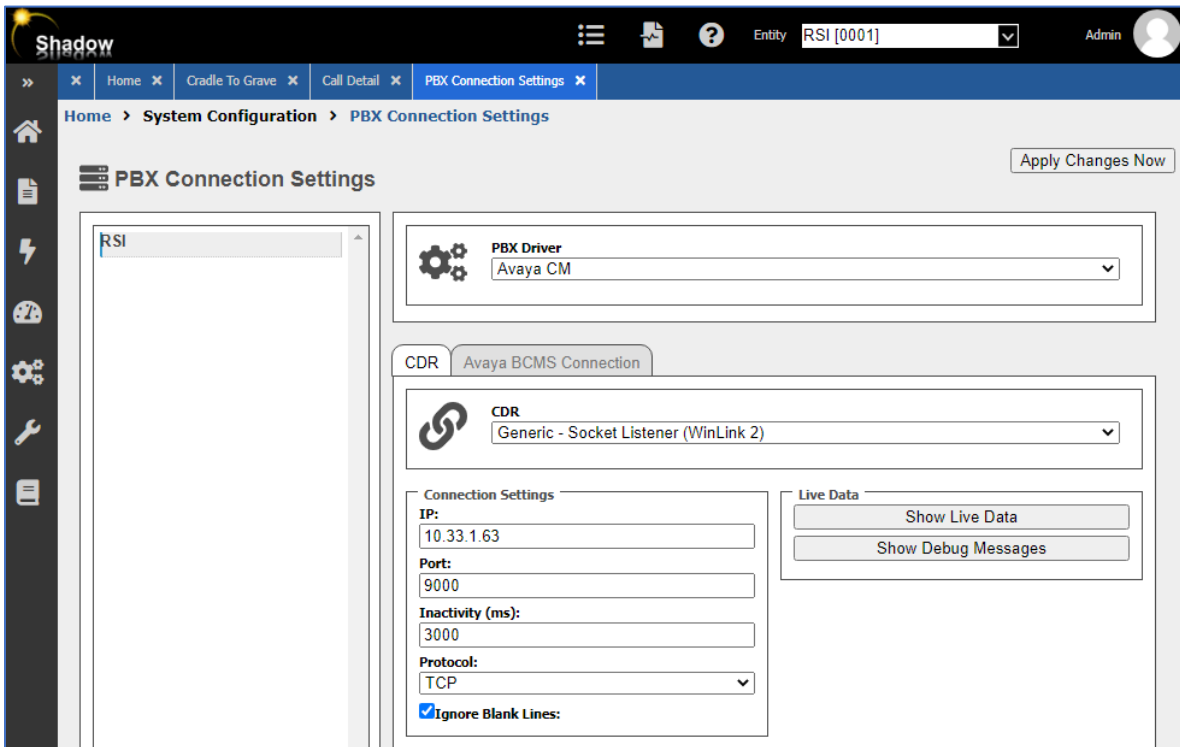 Shadow
Entity RSI [0001] Admin
Home Cradle To Grave Call Detail PBX Connection Settings
Home > System Configuration > PBX Connection Settings
Apply Changes Now
PBX Connection Settings
RSI
PBX Driver
Avaya CM
CDR Avaya BCMS Connection
CDR
Generic - Socket Listener (WinLink 2)
Connection Settings
IP:
10.33.1.63
Port:
9000
Inactivity (ms):
3000
Protocol:
TCP
Ignore Blank Lines:
Live Data
Show Live Data
Show Debug Messages